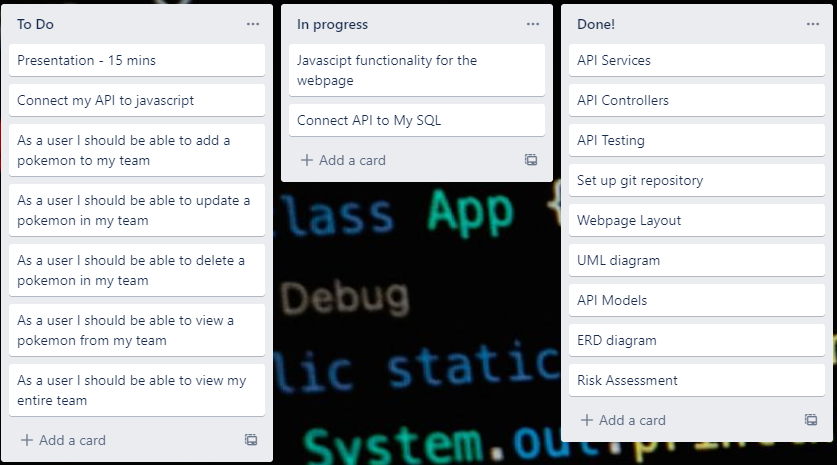 To Do
Presentation - 15 mins
Connect my API to javascript
As a user I should be able to add a
pokemon to my team
As a user I should be able to update a
pokemon in my team
As a user I should be able to delete a
pokemon in my team
As a user I should be able to view a
pokemon from my team
As a user I should be able to view my
entire team
+ Add a card
In progress
Javascipt functionality for the
webpage
Connect API to My SQL
+ Add a card
Done!
API Services
API Controllers
API Testing
Set up git repository
Webpage Layout
UML diagram
API Models
ERD diagram
Risk Assessment
+ Add a card
class App {
Debug
lic static
System.out.